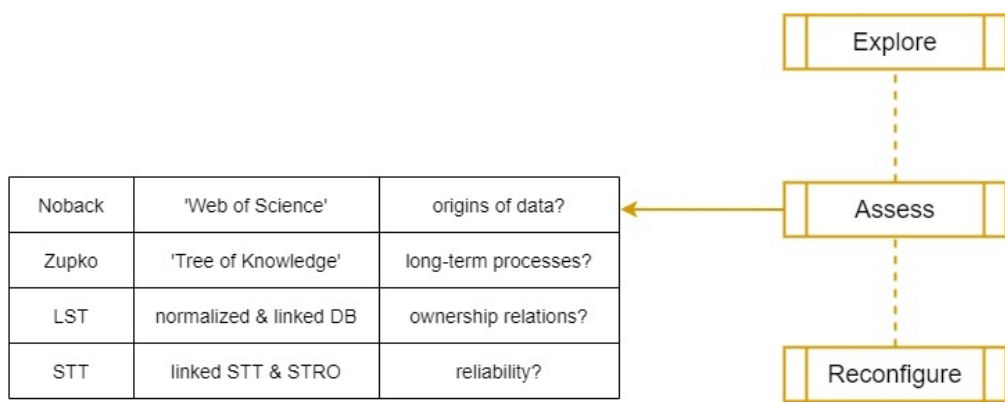 Explore
Noback 'Web of Science' origins of data? Assess
Zupko 'Tree of Knowledge' long-term processes?
LST normalized & linked DB ownership relations?
STT linked STT & STRO reliability?
Reconfigure